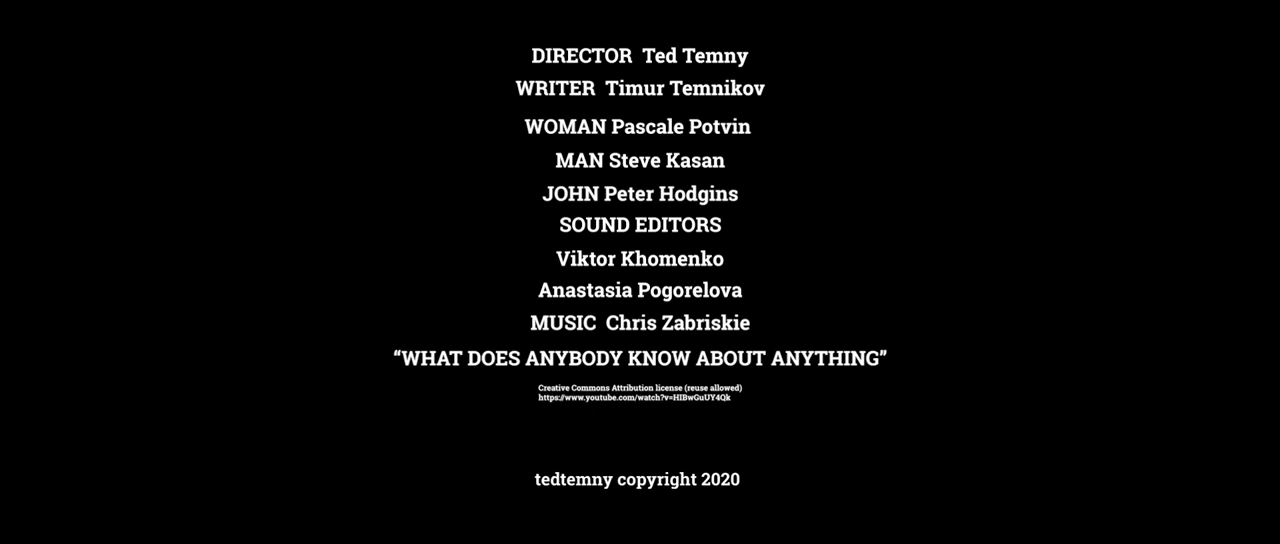 DIRECTOR  Ted Temny
WRITER  Timur Temnikov
WOMAN Pascale Potvin
MAN Steve Kasan
JOHN Peter Hodgins
SOUND EDITORS
Viktor Khomenko
Anastasia Pogorelova
MUSIC  Chris Zabriskie
“WHAT DOES ANYBODY KNOW ABOUT ANYTHING”
Creative Commons Attribution license (reuse allowed)
https://www.youtube.com/watch?v=HIBwGuUY4Qk
tedtemny copyright 2020